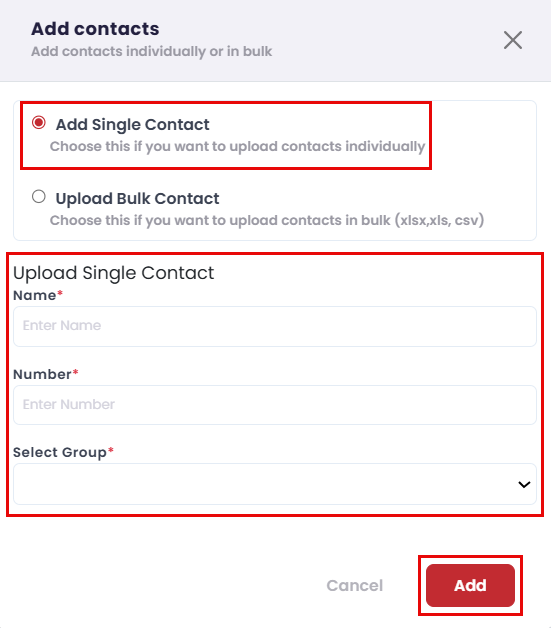 Add contacts
Add contacts individually or in bulk
Add Single Contact
Choose this if you want to upload contacts individually
Upload Bulk Contact
Choose this if you want to upload contacts in bulk (xlsx,xls, csv)
Upload Single Contact
Name*
Enter Name
Number*
Enter Number
Select Group*
Cancel
Add